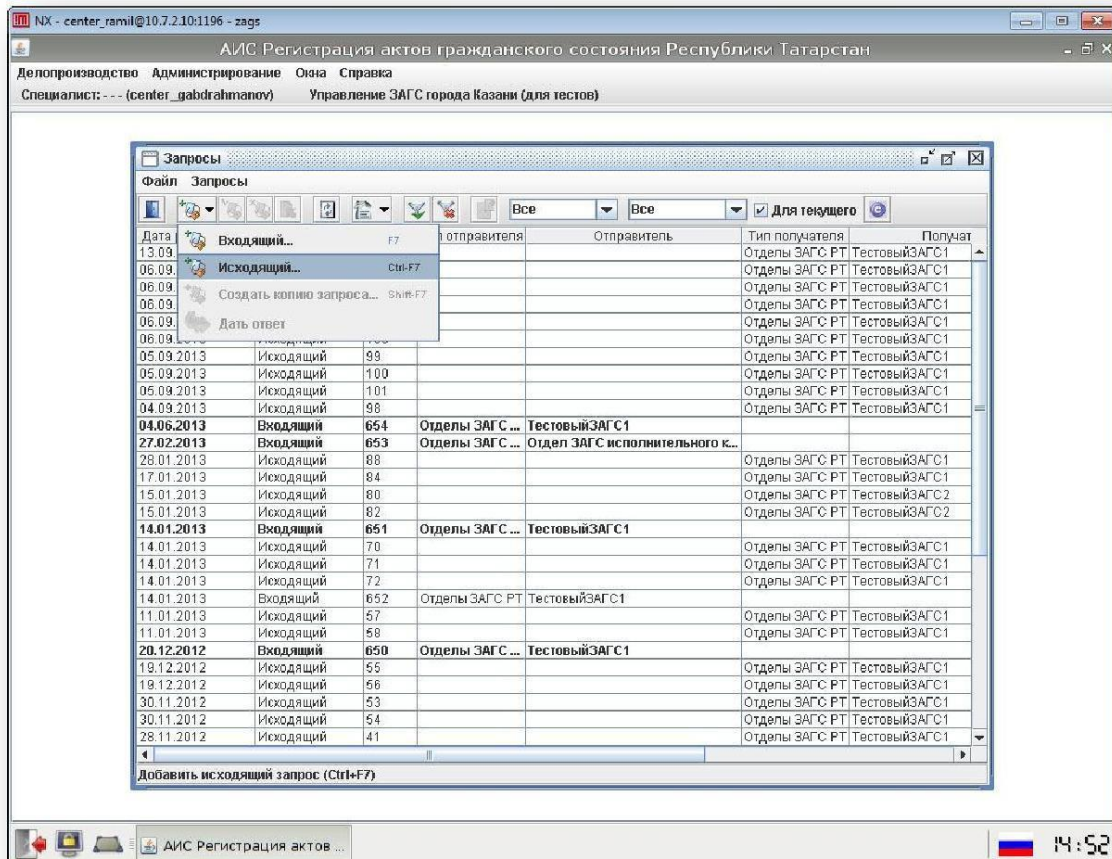 NX - center_ramil@10.7.2.10:1196 - zags
АИС Регистрация актов гражданского состояния Республики Татарстан
Делопроизводство Администрирование Окна Справка
Специалист: - - - (center_gabdrahmanov) Управление ЗАГС города Казани (для тестов)
Запросы
Файл Запросы
Все Все Для текущего
Дата отправителя Отправитель Тип получателя Получат
Входящий... F7
Исходящий... Ctrl-F7
Создать копию запроса... Shift-F7
Дать ответ
13.09. Отделы ЗАГС РТ ТестовыйЗАГС1
06.09. Отделы ЗАГС РТ ТестовыйЗАГС1
06.09. Отделы ЗАГС РТ ТестовыйЗАГС1
06.09. Отделы ЗАГС РТ ТестовыйЗАГС1
06.09. Отделы ЗАГС РТ ТестовыйЗАГС1
06.09. Отделы ЗАГС РТ ТестовыйЗАГС1
05.09.2013 Исходящий 99 Отделы ЗАГС РТ ТестовыйЗАГС1
05.09.2013 Исходящий 100 Отделы ЗАГС РТ ТестовыйЗАГС1
05.09.2013 Исходящий 101 Отделы ЗАГС РТ ТестовыйЗАГС1
04.09.2013 Исходящий 98 Отделы ЗАГС РТ ТестовыйЗАГС1
04.06.2013 Входящий 654 Отделы ЗАГС ... ТестовыйЗАГС1
27.02.2013 Входящий 653 Отделы ЗАГС ... Отдел ЗАГС исполнительного к...
28.01.2013 Исходящий 88 Отделы ЗАГС РТ ТестовыйЗАГС1
17.01.2013 Исходящий 84 Отделы ЗАГС РТ ТестовыйЗАГС1
15.01.2013 Исходящий 80 Отделы ЗАГС РТ ТестовыйЗАГС2
15.01.2013 Исходящий 82 Отделы ЗАГС РТ ТестовыйЗАГС2
14.01.2013 Входящий 651 Отделы ЗАГС ... ТестовыйЗАГС1
14.01.2013 Исходящий 70 Отделы ЗАГС РТ ТестовыйЗАГС1
14.01.2013 Исходящий 71 Отделы ЗАГС РТ ТестовыйЗАГС1
14.01.2013 Исходящий 72 Отделы ЗАГС РТ ТестовыйЗАГС1
14.01.2013 Входящий 652 Отделы ЗАГС РТ ТестовыйЗАГС1
11.01.2013 Исходящий 57 Отделы ЗАГС РТ ТестовыйЗАГС1
11.01.2013 Исходящий 58 Отделы ЗАГС РТ ТестовыйЗАГС1
20.12.2012 Входящий 650 Отделы ЗАГС ... ТестовыйЗАГС1
19.12.2012 Исходящий 55 Отделы ЗАГС РТ ТестовыйЗАГС1
19.12.2012 Исходящий 56 Отделы ЗАГС РТ ТестовыйЗАГС1
30.11.2012 Исходящий 53 Отделы ЗАГС РТ ТестовыйЗАГС1
30.11.2012 Исходящий 54 Отделы ЗАГС РТ ТестовыйЗАГС1
28.11.2012 Исходящий 41 Отделы ЗАГС РТ ТестовыйЗАГС1
Добавить исходящий запрос (Ctrl+F7)
АИС Регистрация актов ...
14:52